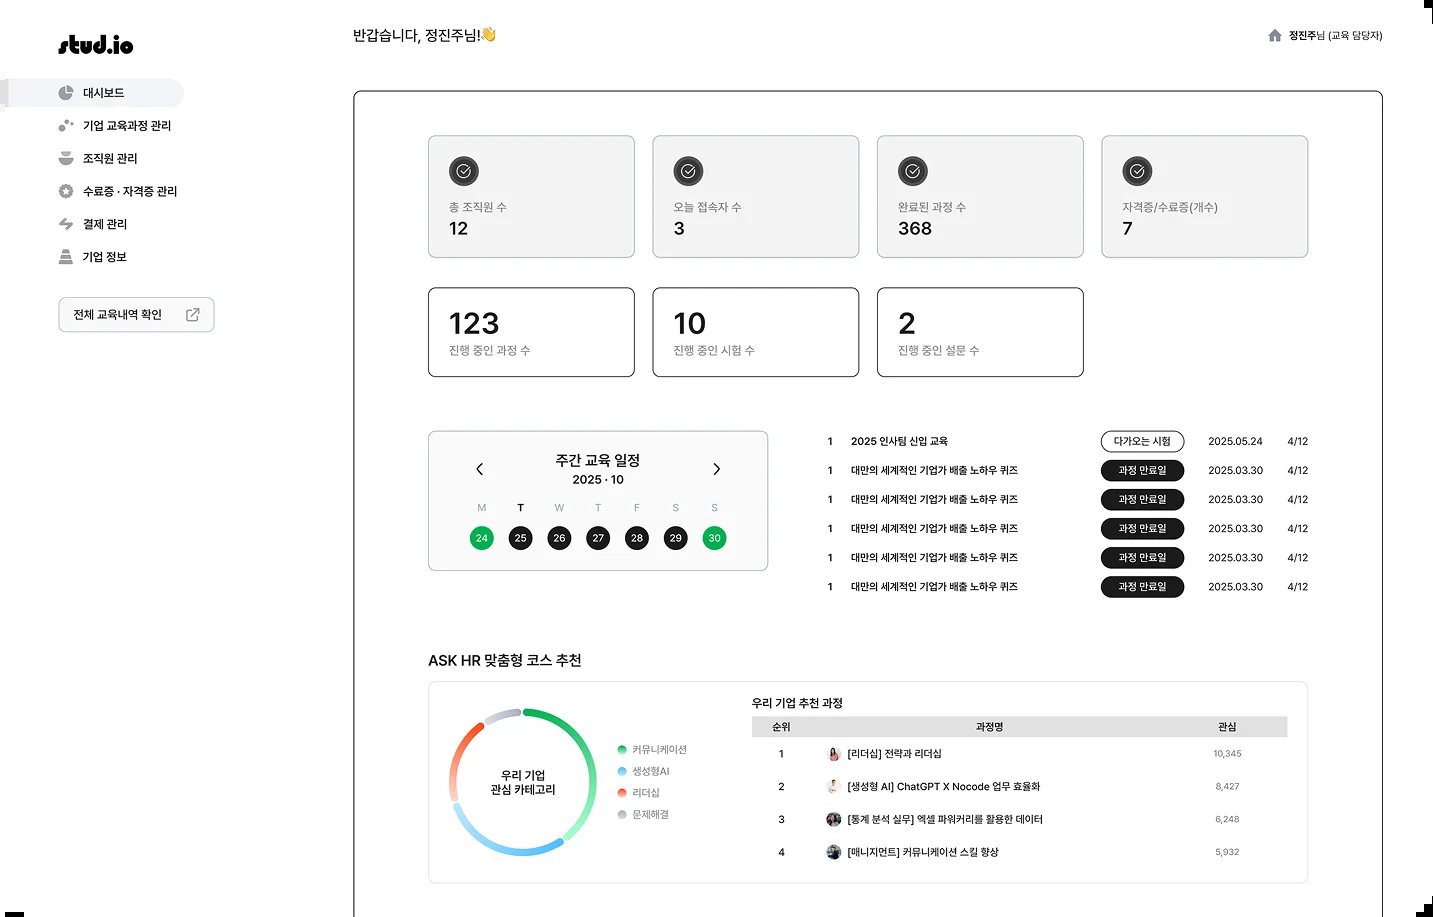 stud.io
반갑습니다, 정진주님!👋
정진주님 (교육 담당자)
대시보드
기업 교육과정 관리
조직원 관리
수료증 · 자격증 관리
결제 관리
기업 정보
전체 교육내역 확인
총 조직원 수
12
오늘 접속자 수
3
완료된 과정 수
368
자격증/수료증(개수)
7
123
진행 중인 과정 수
10
진행 중인 시험 수
2
진행 중인 설문 수
주간 교육 일정
2025 · 10
M T W T F S S
24 25 26 27 28 29 30
1 2025 인사팀 신입 교육 다가오는 시험 2025.05.24 4/12
1 대만의 세계적인 기업가 배출 노하우 퀴즈 과정 만료일 2025.03.30 4/12
1 대만의 세계적인 기업가 배출 노하우 퀴즈 과정 만료일 2025.03.30 4/12
1 대만의 세계적인 기업가 배출 노하우 퀴즈 과정 만료일 2025.03.30 4/12
1 대만의 세계적인 기업가 배출 노하우 퀴즈 과정 만료일 2025.03.30 4/12
1 대만의 세계적인 기업가 배출 노하우 퀴즈 과정 만료일 2025.03.30 4/12
ASK HR 맞춤형 코스 추천
우리 기업
관심 카테고리
커뮤니케이션
생성형AI
리더십
문제해결
우리 기업 추천 과정
순위 과정명 관심
1 [리더십] 전략과 리더십 10,345
2 [생성형 AI] ChatGPT X Nocode 업무 효율화 8,427
3 [통계 분석 실무] 엑셀 파워커리를 활용한 데이터 6,248
4 [매니지먼트] 커뮤니케이션 스킬 향상 5,932